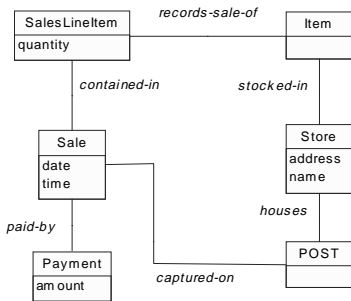 records-sale-of
SalesLineItem
Item
quantity
contained-in
stocked-in
Sale
Store
date
address
time
name
paid-by
houses
Payment
POST
amount
captured-on